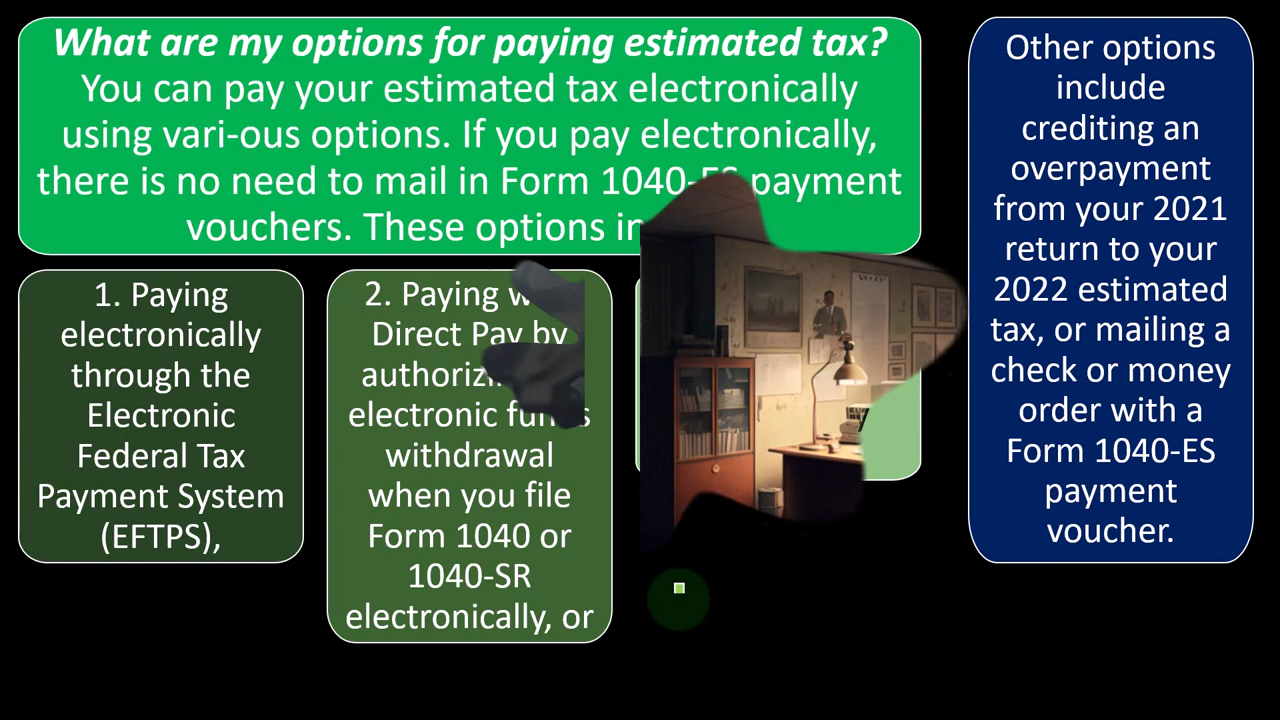 What are my options for paying estimated tax?
You can pay your estimated tax electronically
using vari-ous options. If you pay electronically,
there is no need to mail in Form 1040-ES payment
vouchers. These options
1. Paying
electronically
through the
Electronic
Federal Tax
Payment System
(EFTPS),
2. Paying
Direct Pay by
electronic
withdrawal
when you file
Form 1040 or
1040-SR
electronically, or
Other options
include
crediting an
overpayment
from your 2021
return to your
2022 estimated
tax, or mailing a
check or money
order with a
Form 1040-ES
payment
voucher.